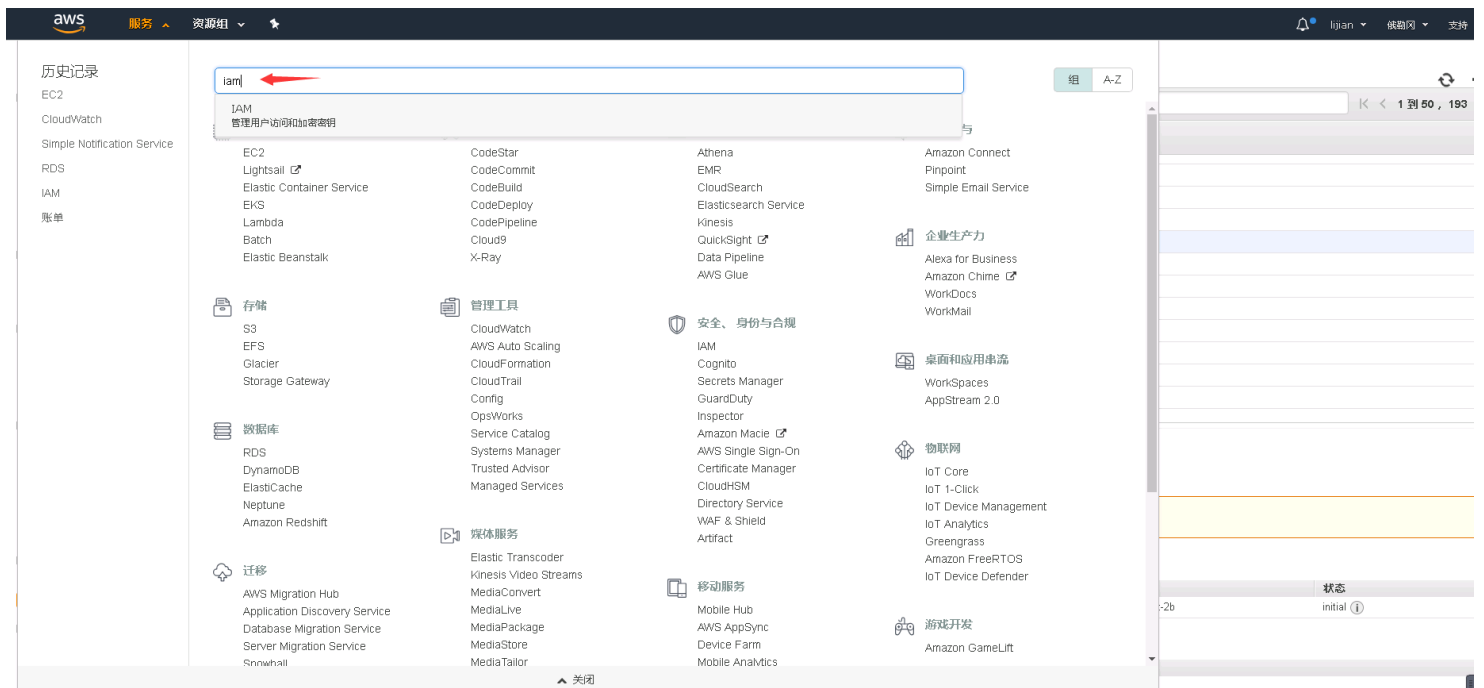 aws
服务
资源组
lijian
俄勒冈
支持
历史记录
EC2
CloudWatch
Simple Notification Service
RDS
IAM
账单
iam
组
A-Z
IAM
管理用户访问和加密密钥
EC2
Lightsail
Elastic Container Service
EKS
Lambda
Batch
Elastic Beanstalk
存储
S3
EFS
Glacier
Storage Gateway
数据库
RDS
DynamoDB
ElastiCache
Neptune
Amazon Redshift
迁移
AWS Migration Hub
Application Discovery Service
Database Migration Service
Server Migration Service
Snowball
CodeStar
CodeCommit
CodeBuild
CodeDeploy
CodePipeline
Cloud9
X-Ray
管理工具
CloudWatch
AWS Auto Scaling
CloudFormation
CloudTrail
Config
OpsWorks
Service Catalog
Systems Manager
Trusted Advisor
Managed Services
媒体服务
Elastic Transcoder
Kinesis Video Streams
MediaConvert
MediaLive
MediaPackage
MediaStore
MediaTailor
Athena
EMR
CloudSearch
Elasticsearch Service
Kinesis
QuickSight
Data Pipeline
AWS Glue
安全、身份与合规
IAM
Cognito
Secrets Manager
GuardDuty
Inspector
Amazon Macie
AWS Single Sign-On
Certificate Manager
CloudHSM
Directory Service
WAF & Shield
Artifact
移动服务
Mobile Hub
AWS AppSync
Device Farm
Mobile Analytics
与
Amazon Connect
Pinpoint
Simple Email Service
企业生产力
Alexa for Business
Amazon Chime
WorkDocs
WorkMail
桌面和应用串流
WorkSpaces
AppStream 2.0
物联网
IoT Core
IoT 1-Click
IoT Device Management
IoT Analytics
Greengrass
Amazon FreeRTOS
IoT Device Defender
游戏开发
Amazon GameLift
关闭
1 到 50 , 193
状态
-2b
initial